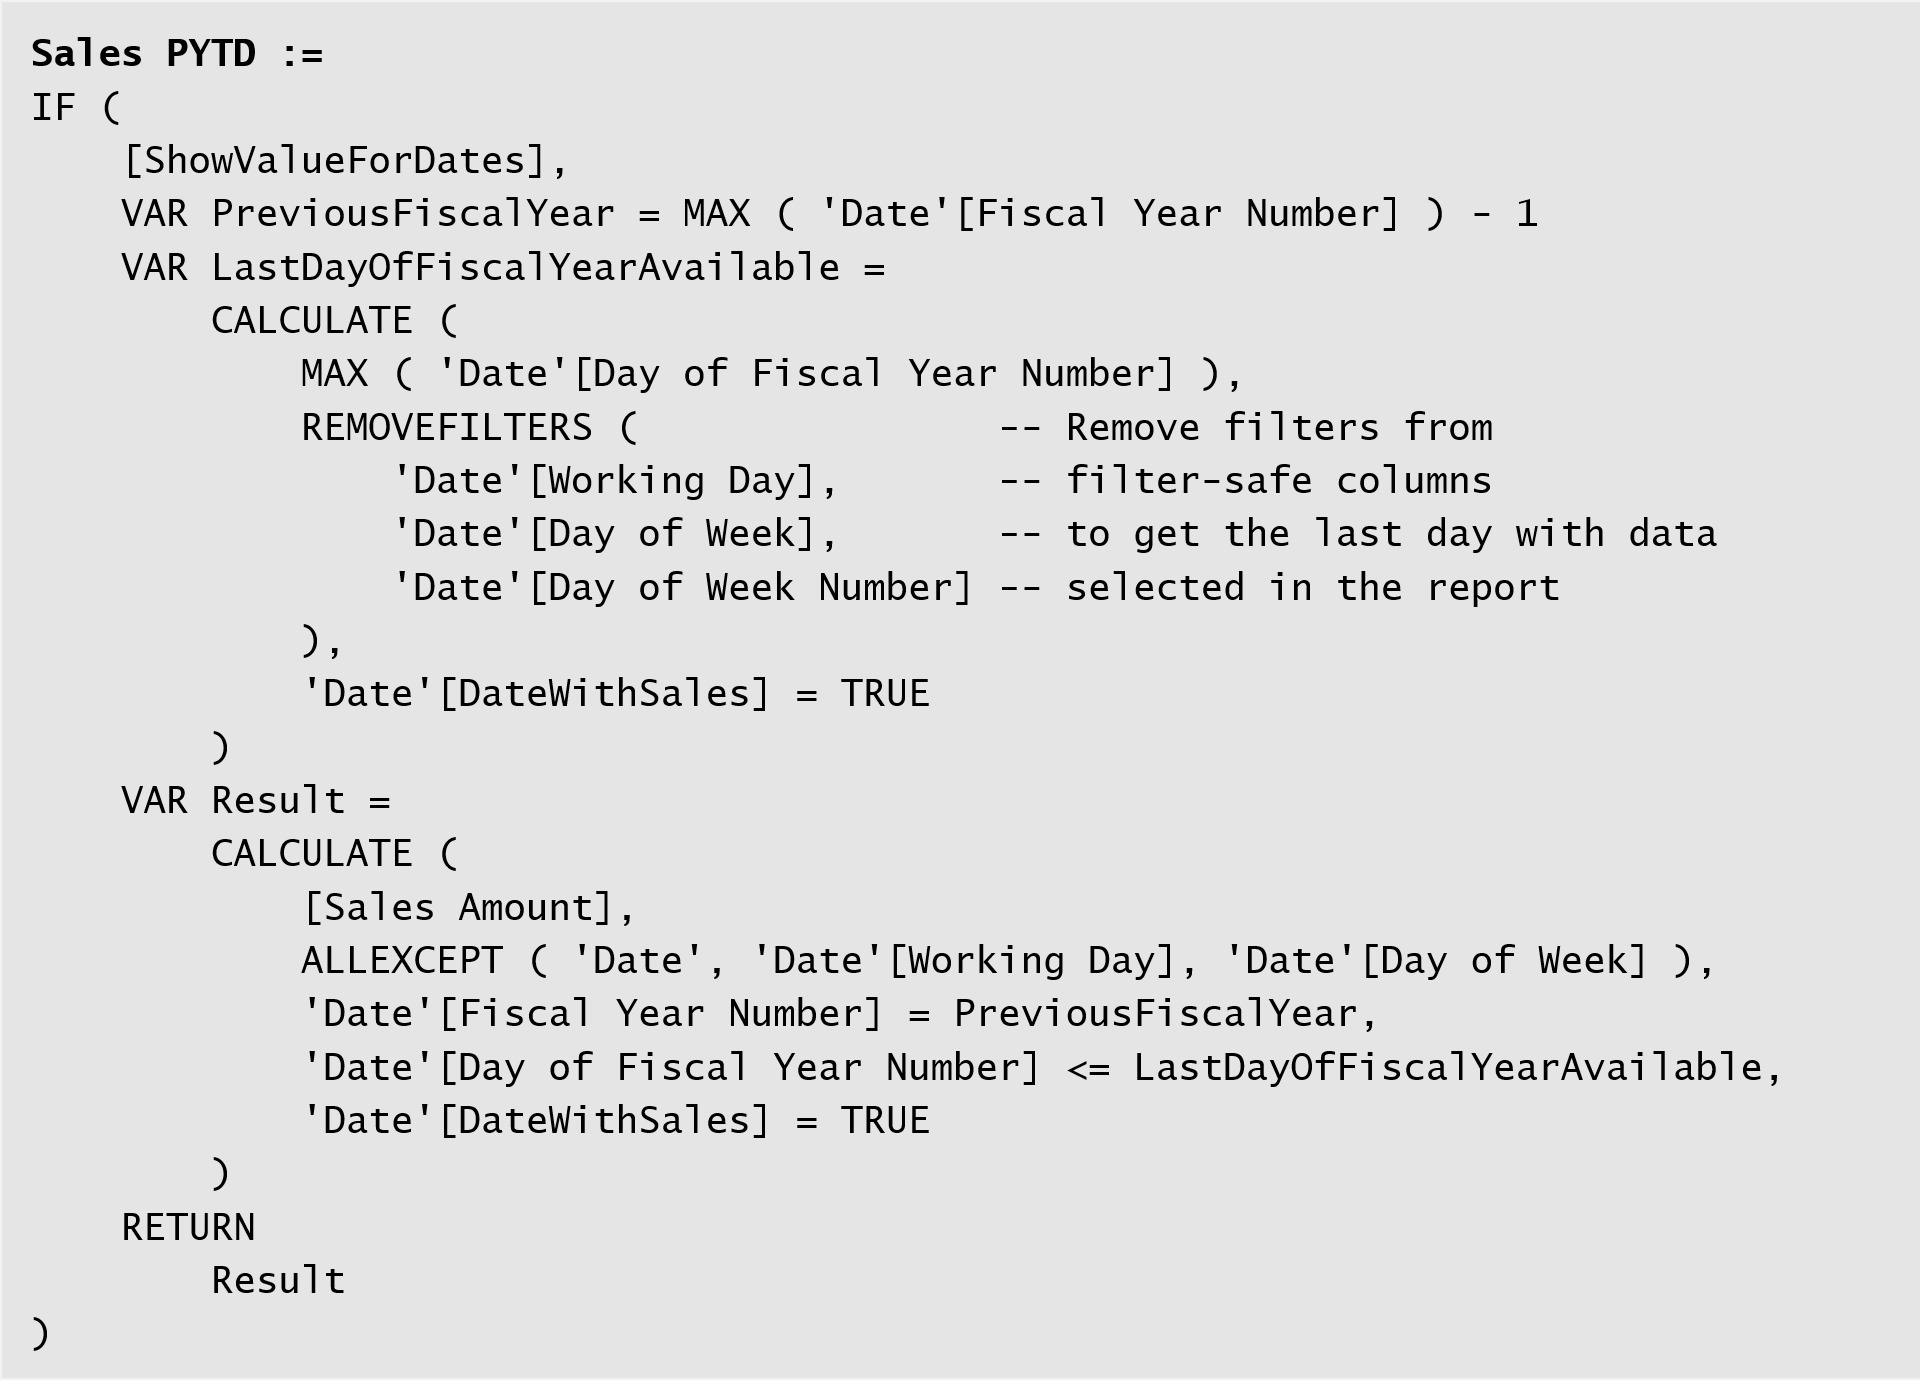 Sales PYTD :=
IF (
    [ShowValueForDates],
    VAR PreviousFiscalYear = MAX ( 'Date'[Fiscal Year Number] ) - 1
    VAR LastDayOfFiscalYearAvailable =
        CALCULATE (
            MAX ( 'Date'[Day of Fiscal Year Number] ),
            REMOVEFILTERS (                -- Remove filters from
                'Date'[Working Day],       -- filter-safe columns
                'Date'[Day of Week],       -- to get the last day with data
                'Date'[Day of Week Number] -- selected in the report
            ),
            'Date'[DateWithSales] = TRUE
        )
    VAR Result =
        CALCULATE (
            [Sales Amount],
            ALLEXCEPT ( 'Date', 'Date'[Working Day], 'Date'[Day of Week] ),
            'Date'[Fiscal Year Number] = PreviousFiscalYear,
            'Date'[Day of Fiscal Year Number] <= LastDayOfFiscalYearAvailable,
            'Date'[DateWithSales] = TRUE
        )
    RETURN
        Result
)